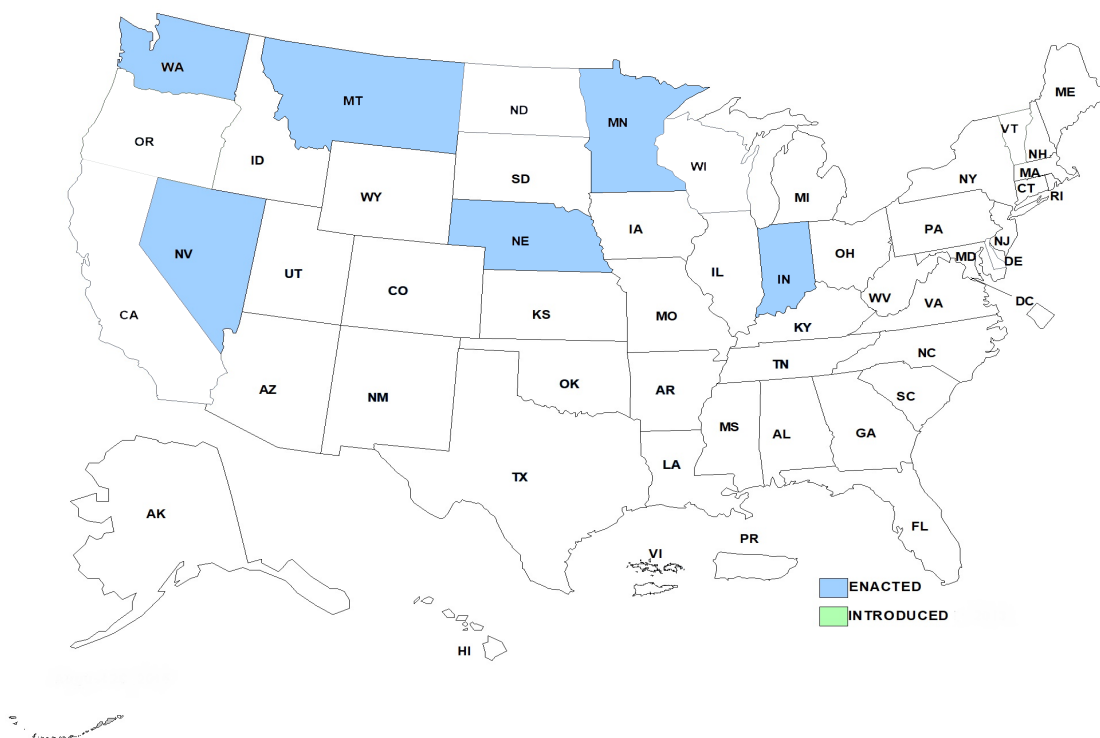 WA
MT
ND
MN
ME
OR
ID
WY
SD
WI
MI
VT
NH
NY
MA
CT
RI
NV
UT
CO
NE
IA
IL
IN
OH
PA
NJ
MD
DE
DC
CA
KS
MO
KY
WV
VA
AZ
NM
OK
AR
TN
NC
SC
TX
LA
MS
AL
GA
FL
AK
HI
VI
PR
ENACTED
INTRODUCED